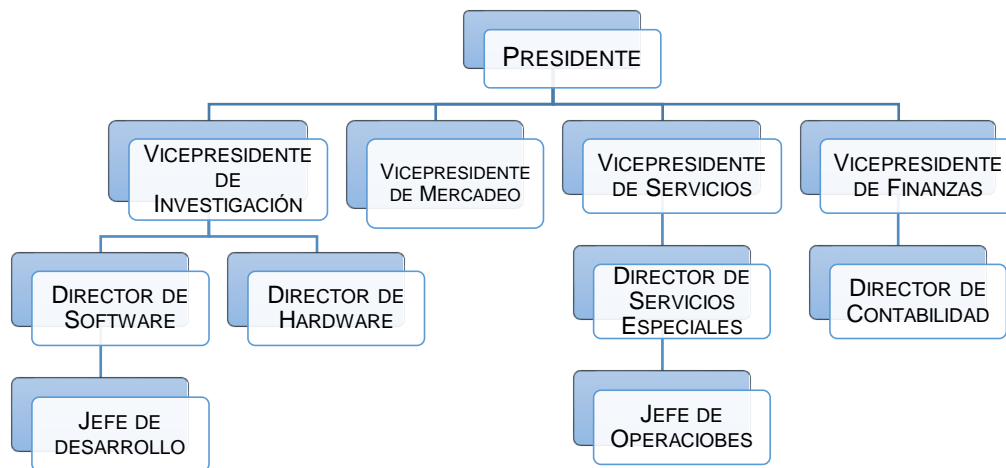 PRESIDENTE
VICEPRESIDENTE
DE
INVESTIGACIÓN
VICEPRESIDENTE
DE MERCADEO
VICEPRESIDENTE
DE SERVICIOS
VICEPRESIDENTE
DE FINANZAS
DIRECTOR DE
SOFTWARE
DIRECTOR DE
HARDWARE
DIRECTOR DE
SERVICIOS
ESPECIALES
DIRECTOR DE
CONTABILIDAD
JEFE DE
DESARROLLO
JEFE DE
OPERACIOBES